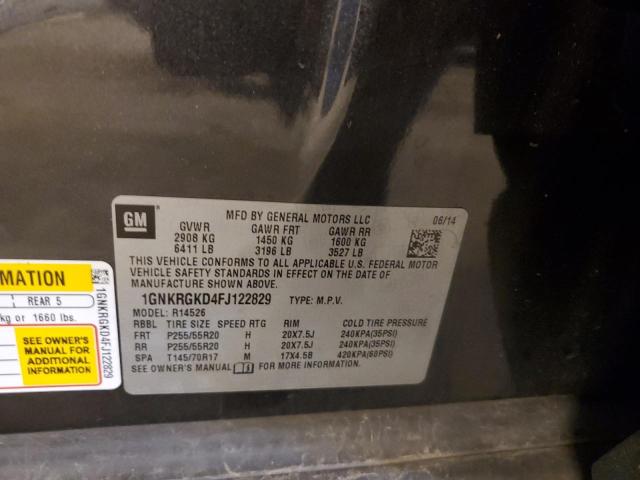 GM
MFD BY GENERAL MOTORS LLC
06/14
GVWR GAWR FRT GAWR RR
2908 KG 1450 KG 1600 KG
6411 LB 3196 LB 3527 LB
THIS VEHICLE CONFORMS TO ALL APPLICABLE U.S. FEDERAL MOTOR
VEHICLE SAFETY STANDARDS IN EFFECT ON THE DATE OF
MANUFACTURE SHOWN ABOVE.
1GNKRGKD4FJ122829 TYPE: M.P.V.
MODEL: R14526
RBBL TIRE SIZE SPEED RTG RIM COLD TIRE PRESSURE
FRT P255/55R20 H 20X7.5J 240KPA(35PSI)
RR P255/55R20 H 20X7.5J 240KPA(35PSI)
SPA T145/70R17 M 17X4.5B 420KPA(60PSI)
SEE OWNER'S MANUAL FOR MORE INFORMATION.
MATION
REAR 5
kg or 1660 lbs.
SEE OWNER'S
MANUAL FOR
ADDITIONAL
INFORMATION
1GNKRGKD4FJ122829